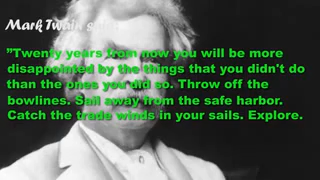 Mark Twain said
"Twenty years from now you will be more
disappointed by the things that you didn't do
than the ones you did so. Throw off the
bowlines. Sail away from the safe harbor.
Catch the trade winds in your sails. Explore.